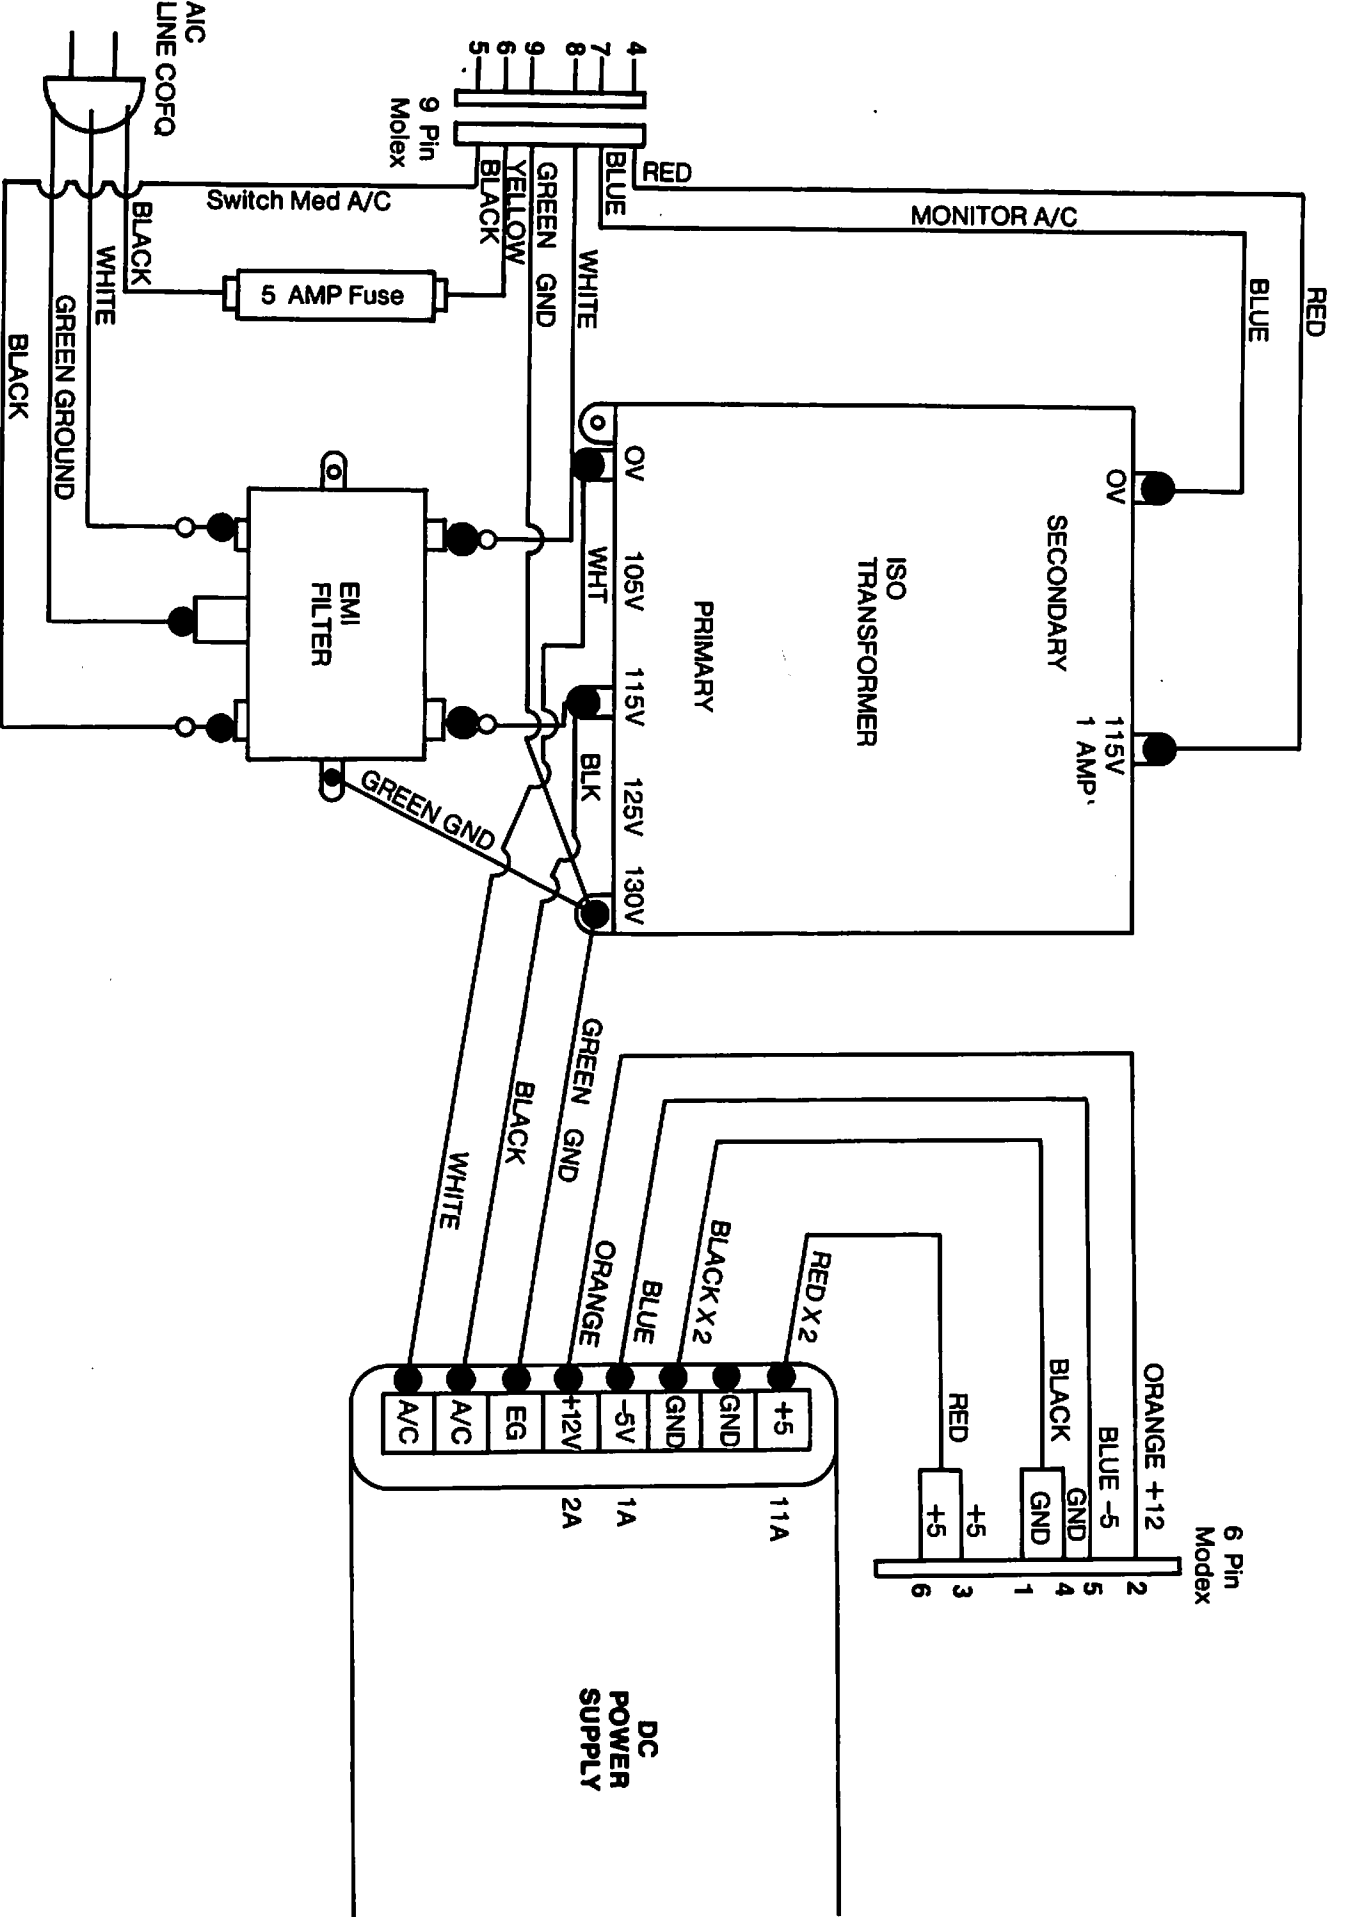 AIC
LINE COFQ
4
7
8
9
6
5
9 Pin
Molex
RED
BLUE
WHITE
GREEN GND
YELLOW
BLACK
Switch Med A/C
MONITOR A/C
BLUE
RED
BLACK
WHITE
GREEN GROUND
BLACK
5 AMP Fuse
EMI
FILTER
GREEN GND
OV
105V
115V
125V
130V
WHT
BLK
PRIMARY
ISO
TRANSFORMER
SECONDARY
OV
115V
1 AMP
GREEN GND
BLACK
WHITE
ORANGE
BLUE
BLACK X 2
RED X 2
A/C
A/C
EG
+12V
-5V
GND
GND
+5
2A
1A
11A
DC
POWER
SUPPLY
RED
BLACK
BLUE -5
ORANGE +12
+5
+5
GND
GND
6 Pin
Modex
6
3
1
4
5
2